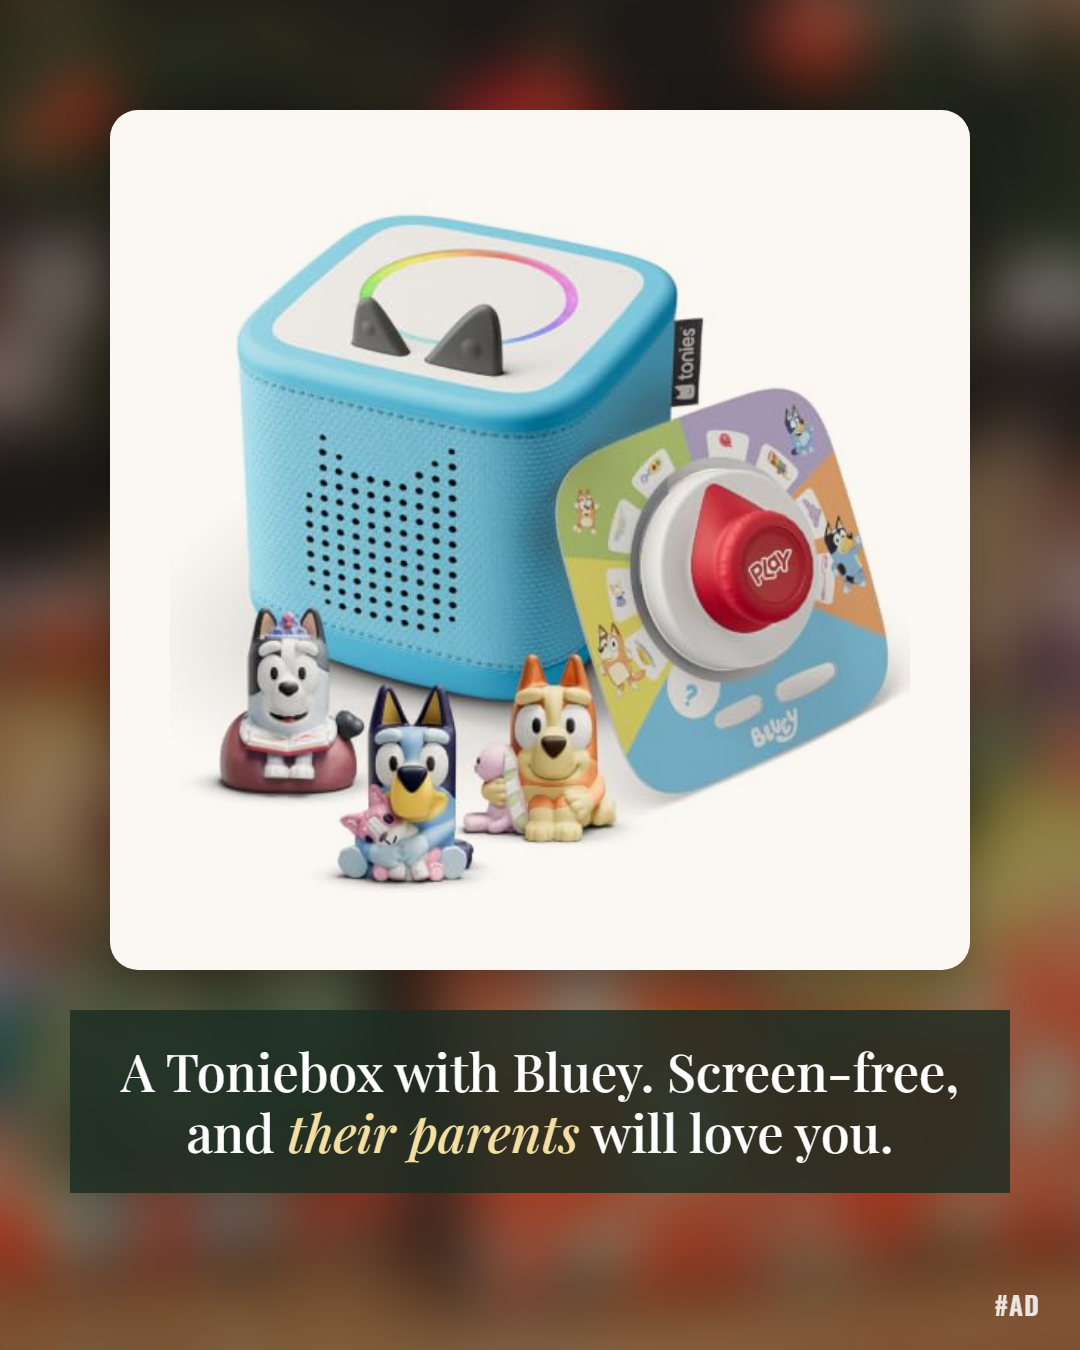 tonies
PLAY
?
BLUEY
A Toniebox with Bluey. Screen-free,
and their parents will love you.
#AD